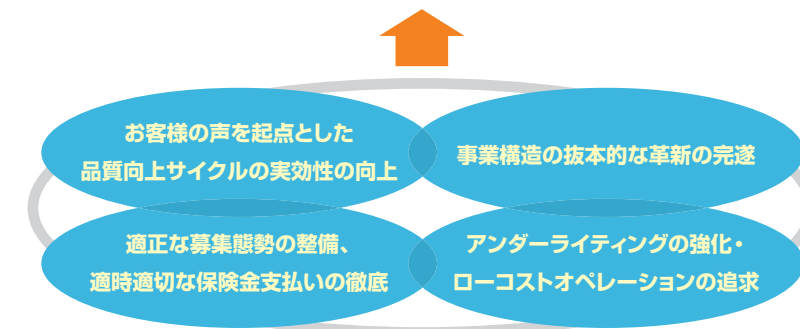 お客様の声を起点とした
品質向上サイクルの実効性の向上
事業構造の抜本的な革新の完遂
適正な募集態勢の整備、
適時適切な保険金支払いの徹底
アンダーライティングの強化・
ローコストオペレーションの追求